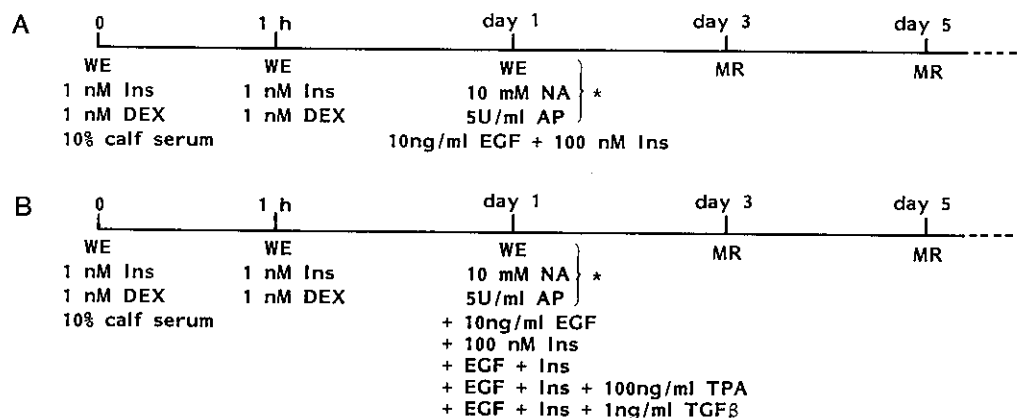 A
0 1 h day 1 day 3 day 5
WE WE WE MR MR
1 nM Ins 1 nM Ins 10 mM NA *
1 nM DEX 1 nM DEX 5U/ml AP
10% calf serum 10ng/ml EGF + 100 nM Ins
B
0 1 h day 1 day 3 day 5
WE WE WE MR MR
1 nM Ins 1 nM Ins 10 mM NA *
1 nM DEX 1 nM DEX 5U/ml AP
10% calf serum + 10ng/ml EGF
+ 100 nM Ins
+ EGF + Ins
+ EGF + Ins + 100ng/ml TPA
+ EGF + Ins + 1ng/ml TGFβ